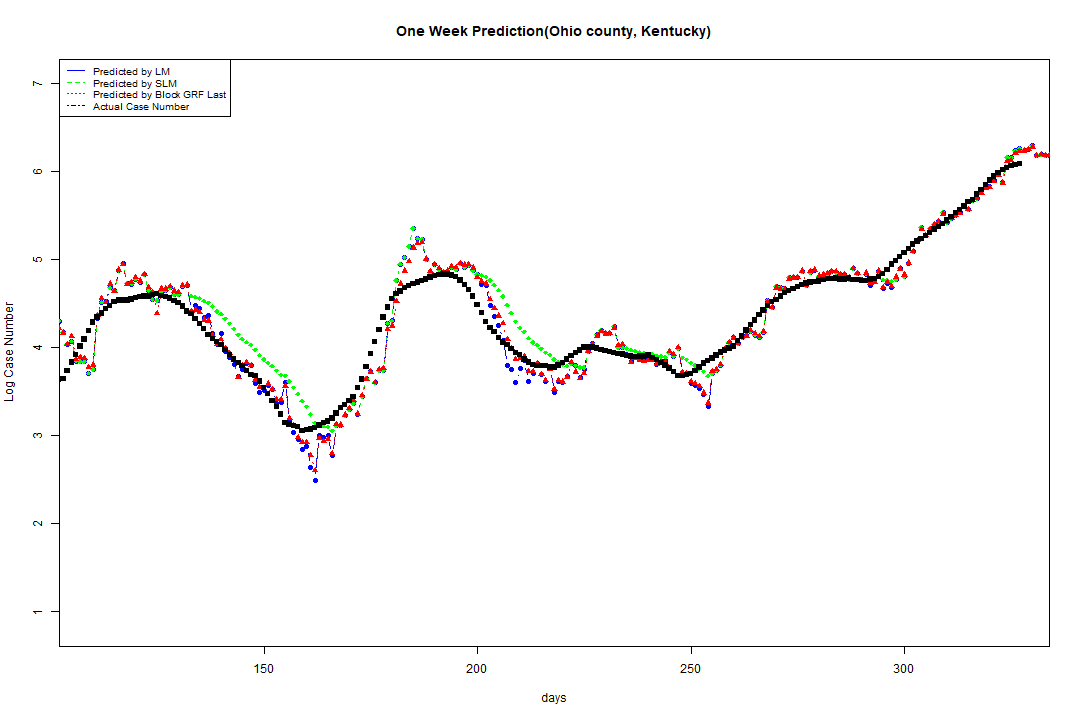 One Week Prediction(Ohio county, Kentucky)
Predicted by LM
Predicted by SLM
Predicted by Block GRF Last
Actual Case Number
7
6
5
4
3
2
1
Log Case Number
150
200
250
300
days